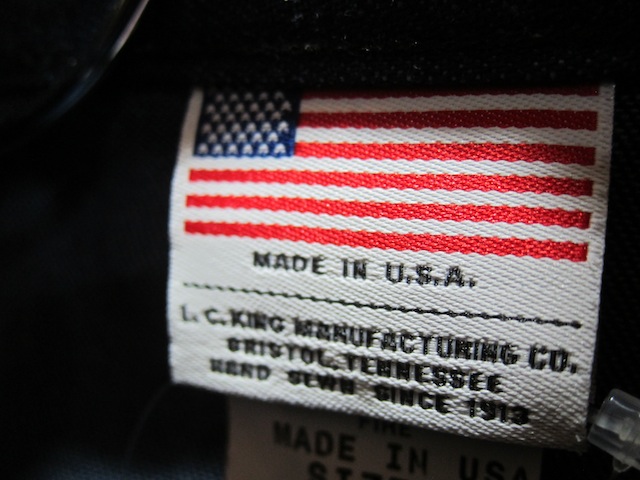 MADE IN U.S.A.
L.C.KING MANUFACTURING CO.
BRISTOL, TENNESSEE
HAND SEWN SINCE 1913
MADE IN USA